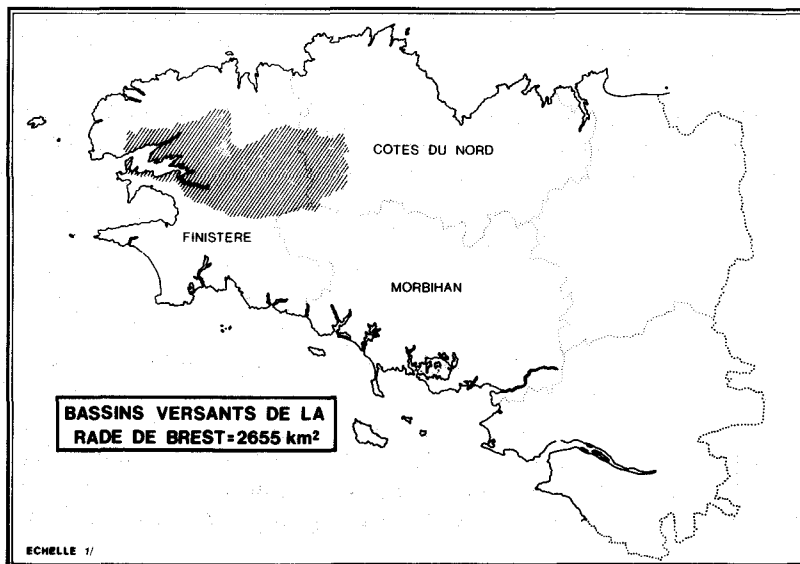 COTES DU NORD
FINISTERE
MORBIHAN
BASSINS VERSANTS DE LA
RADE DE BREST=2655 km²
ECHELLE 1/